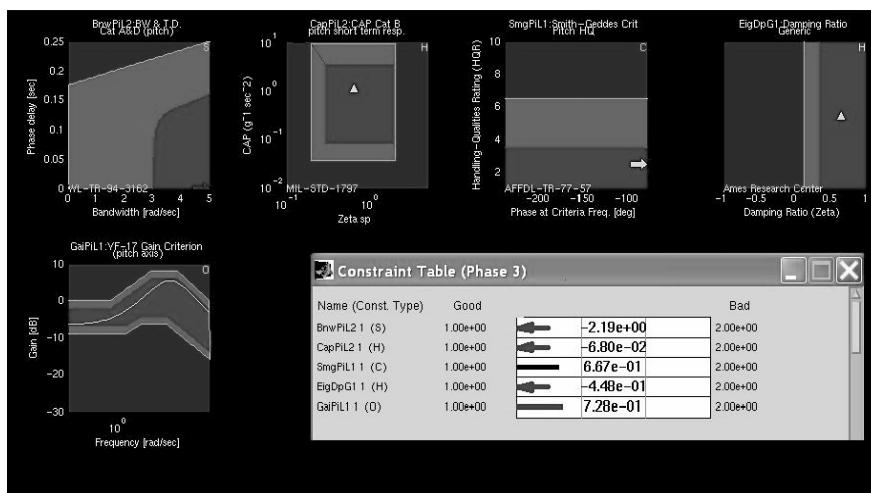 BnwPiL2:BW & T.D.
Cat A&D (pitch)
S
0.25
0.2
0.15
0.1
0.05
0
Phase delay [sec]
WL-TR-94-3162
0 1 2 3 4 5
Bandwidth [rad/sec]
CapPiL2:CAP Cat B
pitch short term resp.
H
10^1
10^0
10^-1
10^-2
CAP (g^-1 sec^2)
MIL-STD-1797
10^-1 10^0
Zeta sp
SmgPiL1:Smith-Geddes Crit
Pitch HQ
C
10
8
6
4
2
Handling-Qualities Rating (HQR)
AFFDL-TR-77-57
-200 -150 -100
Phase at Criteria Freq. [deg]
EigDpG1:Damping Ratio
Generic
H
Ames Research Center
-1 -0.5 0 0.5 1
Damping Ratio (Zeta)
GaiPiL1:YF-17 Gain Criterion
(pitch axis)
O
10
0
-10
-20
-30
Gain [dB]
10^0
Frequency [rad/sec]
Constraint Table (Phase 3)
Name (Const. Type) Good Bad
BnwPiL2 1 (S) 1.00e+00 -2.19e+00 2.00e+00
CapPiL2 1 (H) 1.00e+00 -6.80e-02 2.00e+00
SmgPiL1 1 (C) 1.00e+00 6.67e-01 2.00e+00
EigDpG1 1 (H) 1.00e+00 -4.48e-01 2.00e+00
GaiPiL1 1 (O) 1.00e+00 7.28e-01 2.00e+00